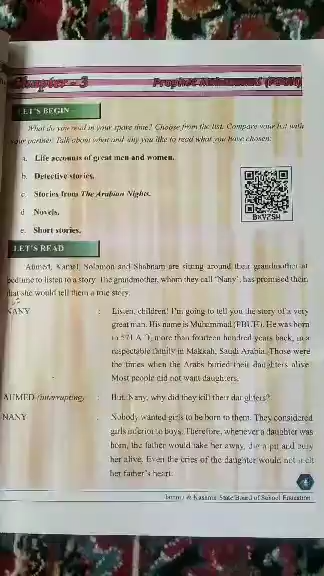 Chapter - 3 Prophet Muhammad (PBUH)
LET'S BEGIN
What do you read in your spare time? Choose from the list. Compare your list with
your partner. Talk about what and why you like to read what you have chosen.
a. Life accounts of great men and women.
b. Detective stories.
c. Stories from The Arabian Nights.
d. Novels.
e. Short stories.
BKV2SH
LET'S READ
Ahmed, Kamil, Solomon and Shabnam are sitting around their grandmother at
bedtime to listen to a story. The grandmother, whom they call 'Nany', has promised them,
that she would tell them a true story.
NANY : Listen, children! I'm going to tell you the story of a very
great man. His name is Muhammad (PBUH). He was born
in 571 A.D, more than fourteen hundred years back, in a
respectable family in Makkah, Saudi Arabia. Those were
the times when the Arabs buried their daughters alive.
Most people did not want daughters.
AHMED (interrupting) : But, Nany, why did they kill their daughters?
NANY : Nobody wanted girls to be born to them. They considered
girls inferior to boys. Therefore, whenever a daughter was
born, the father would take her away, dig a pit and bury
her alive. Even the cries of the daughter would not melt
her father's heart.
Jammu & Kashmir State Board of School Education